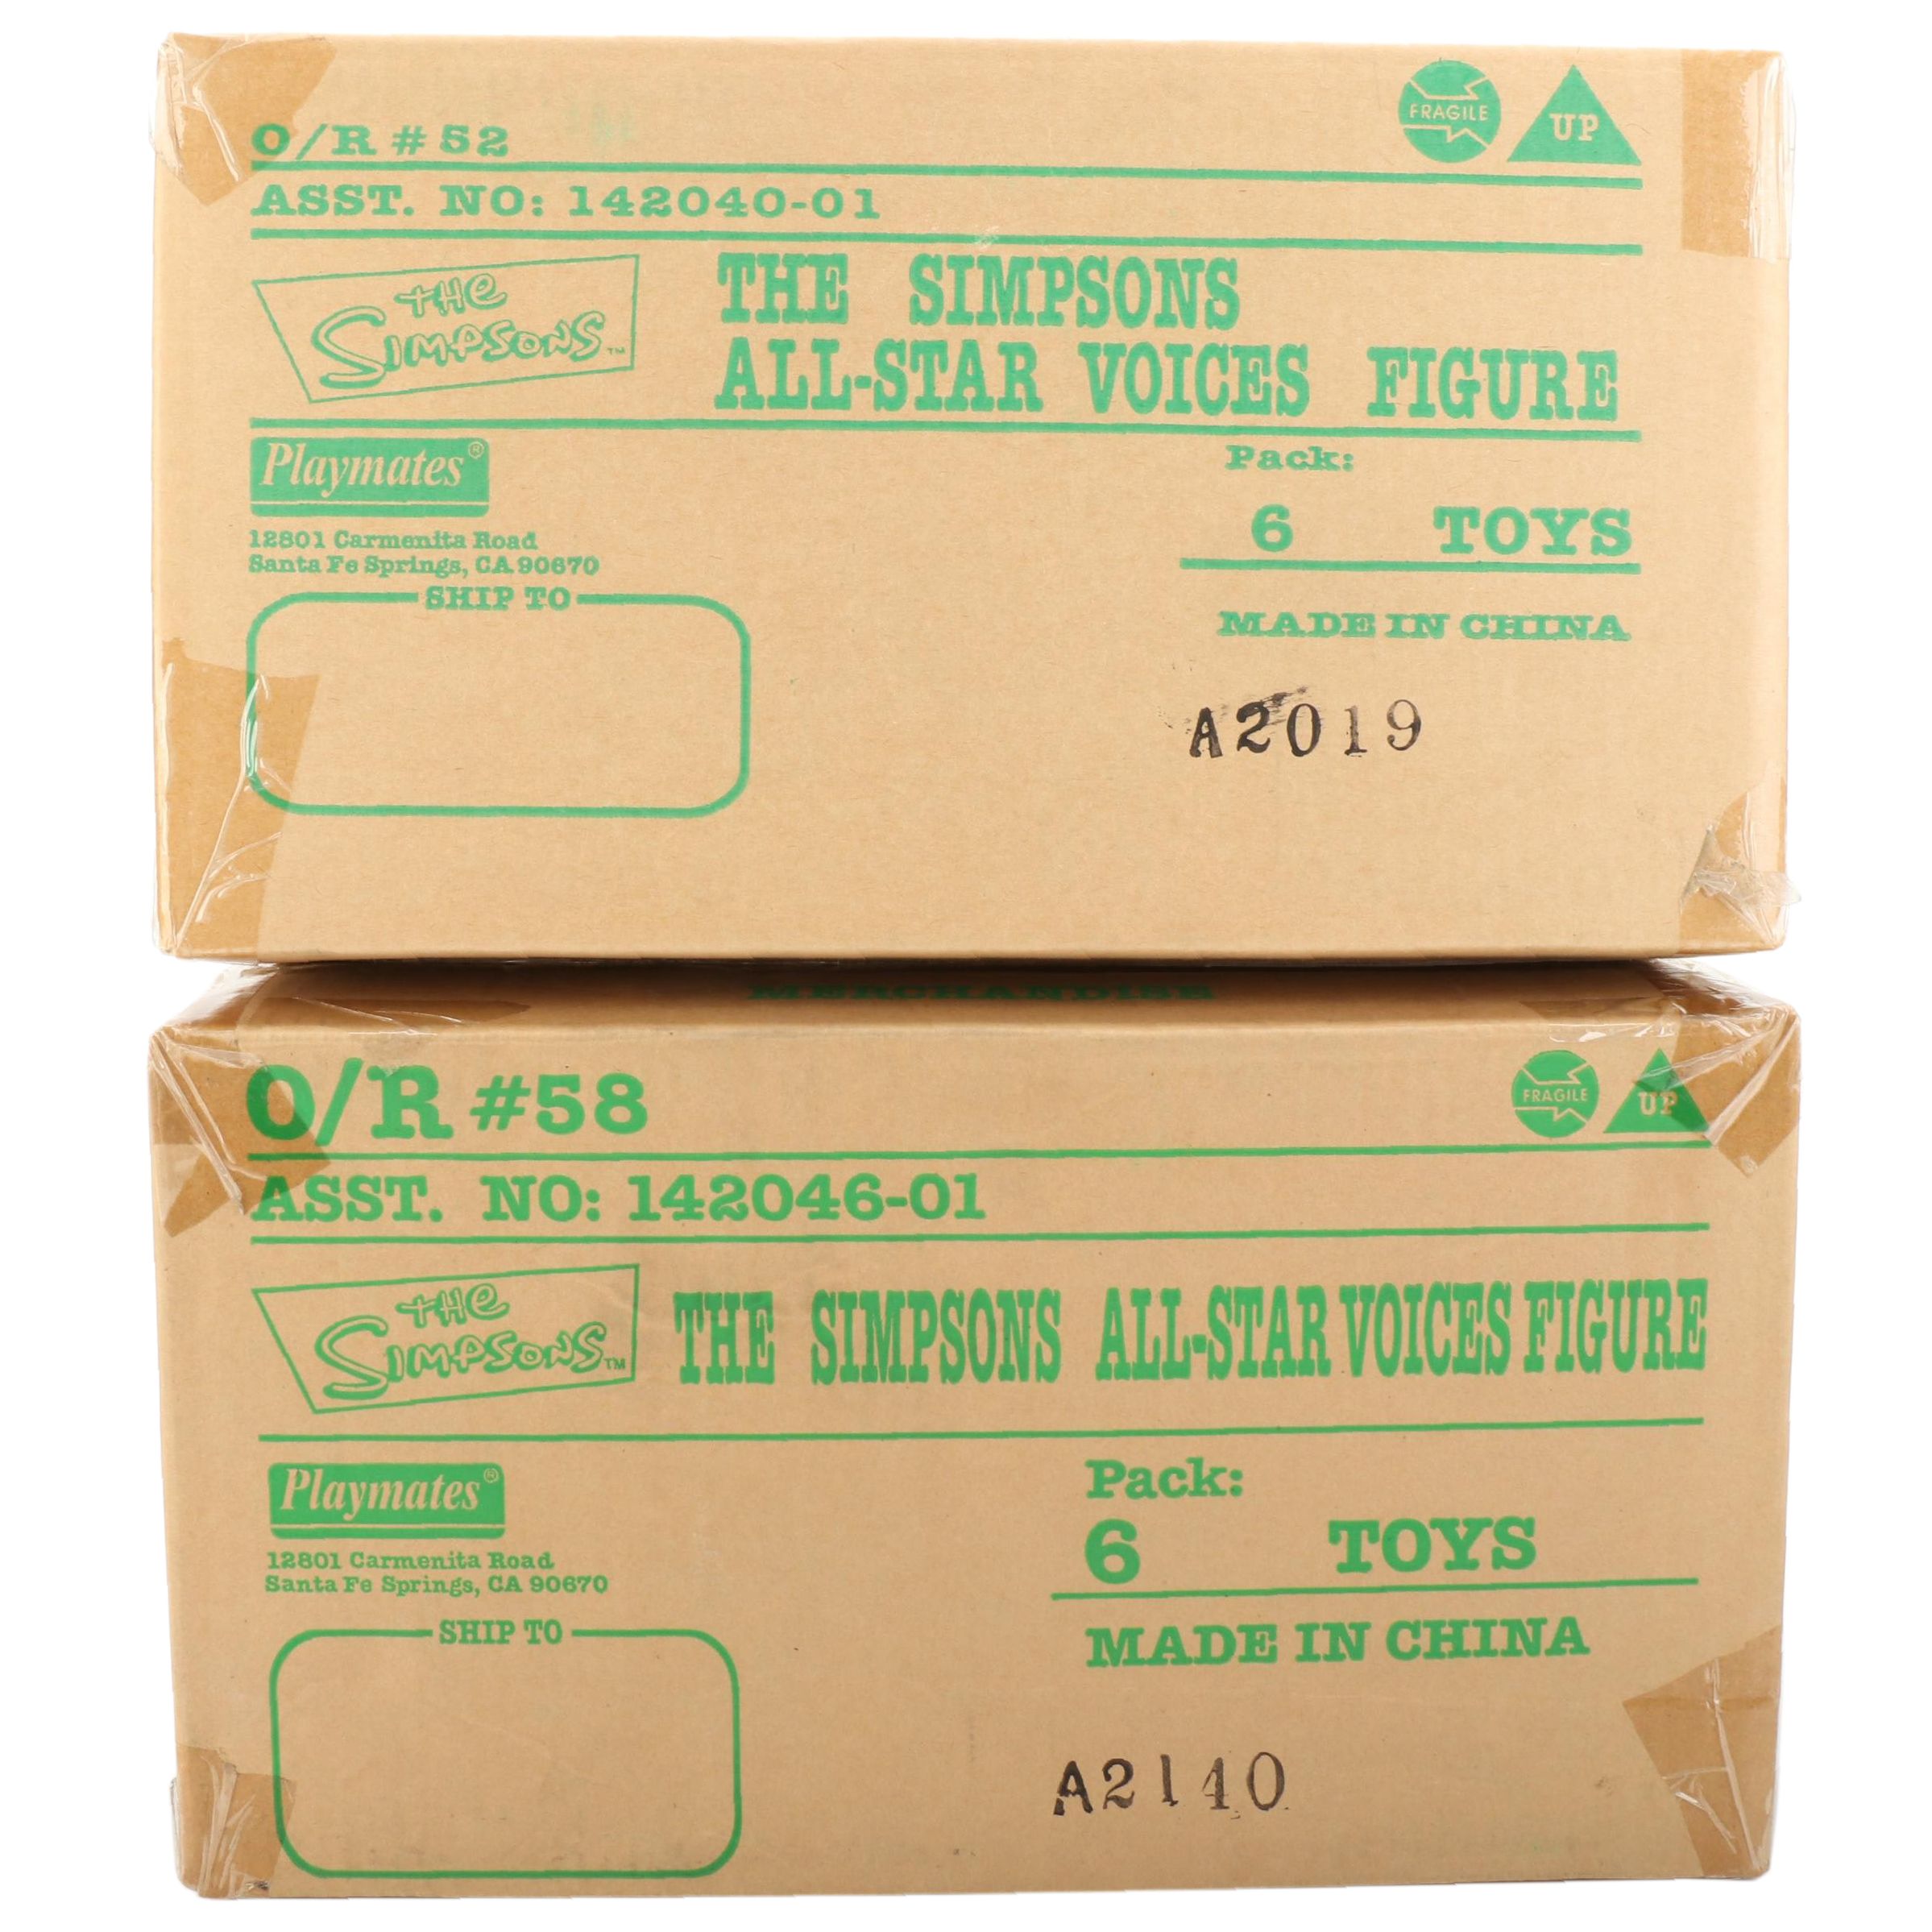 O/R #52
FRAGILE UP
ASST. NO: 142040-01
THE
SIMPSONS™
THE SIMPSONS
ALL-STAR VOICES FIGURE
Playmates®
12801 Carmenita Road
Santa Fe Springs, CA 90670
SHIP TO
Pack:
6 TOYS
MADE IN CHINA
A2019
MERCHANDISE
O/R #58
FRAGILE UP
ASST. NO: 142046-01
THE
SIMPSONS™
THE SIMPSONS ALL-STAR VOICES FIGURE
Playmates®
12801 Carmenita Road
Santa Fe Springs, CA 90670
SHIP TO
Pack:
6 TOYS
MADE IN CHINA
A2140